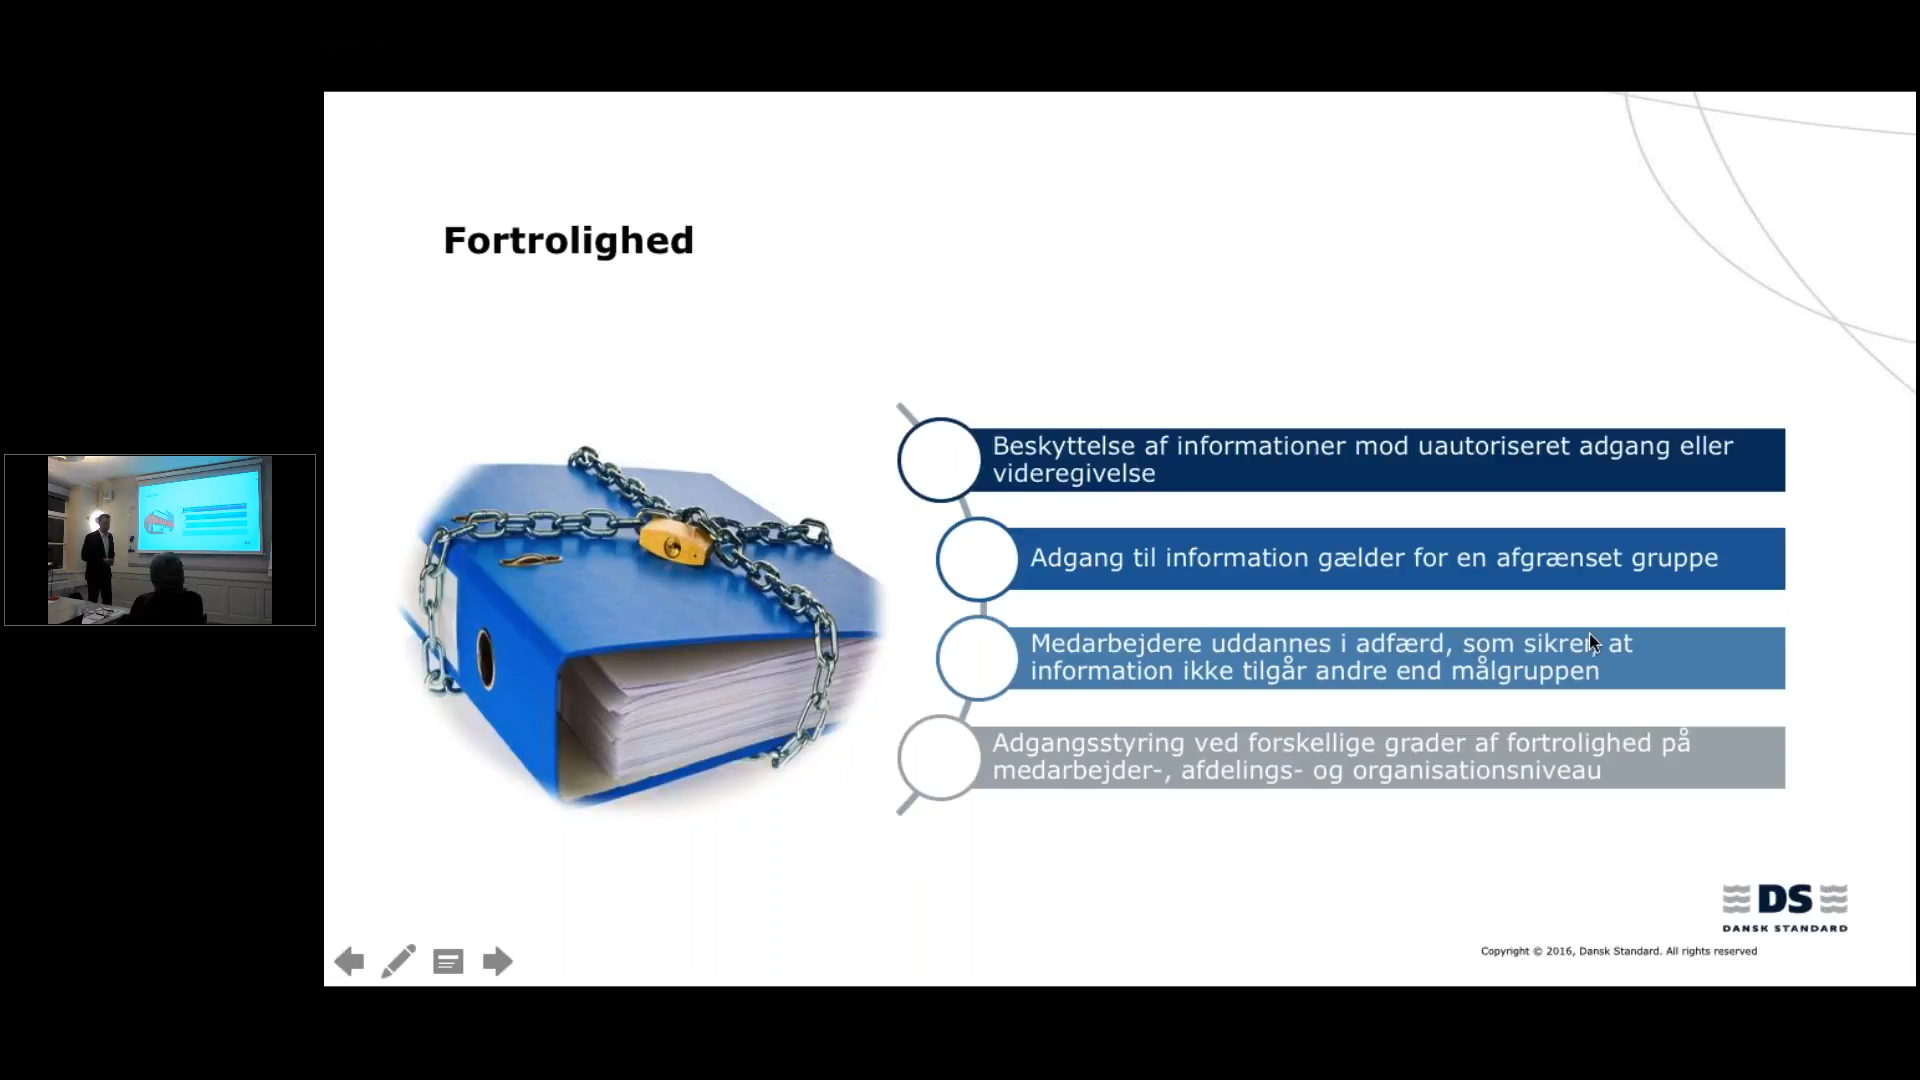 Fortrolighed
Beskyttelse af informationer mod uautoriseret adgang eller
videregivelse
Adgang til information gælder for en afgrænset gruppe
Medarbejdere uddannes i adfærd, som sikrer, at
information ikke tilgår andre end målgruppen
Adgangsstyring ved forskellige grader af fortrolighed på
medarbejder-, afdelings- og organisationsniveau
DS
DANSK STANDARD
Copyright © 2016, Dansk Standard. All rights reserved